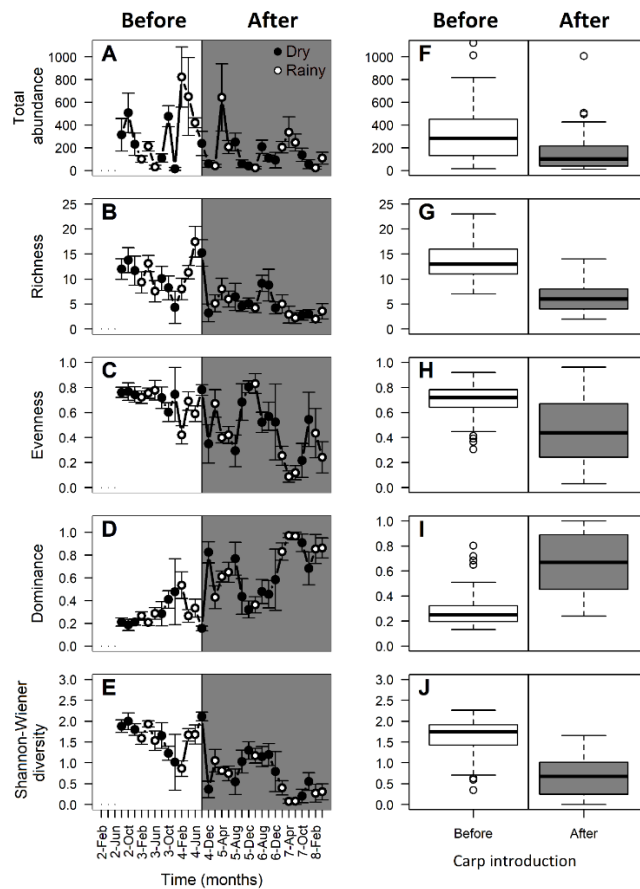 Before After Before After
A
Dry
Rainy
F
Total
abundance
1000
800
600
400
200
0
1000
800
600
400
200
0
B
G
Richness
25
20
15
10
5
0
25
20
15
10
5
0
C
H
Evenness
1.0
0.8
0.6
0.4
0.2
0.0
1.0
0.8
0.6
0.4
0.2
0.0
D
I
Dominance
1.0
0.8
0.6
0.4
0.2
0.0
1.0
0.8
0.6
0.4
0.2
0.0
E
J
Shannon-Wiener
diversity
3.0
2.5
2.0
1.5
1.0
0.5
0.0
3.0
2.5
2.0
1.5
1.0
0.5
0.0
2-Feb
2-Jun
2-Oct
3-Feb
3-Jun
3-Oct
4-Feb
4-Jun
4-Dec
5-Apr
5-Aug
5-Dec
6-Aug
6-Dec
7-Apr
7-Oct
8-Feb
Before After
Time (months)
Carp introduction